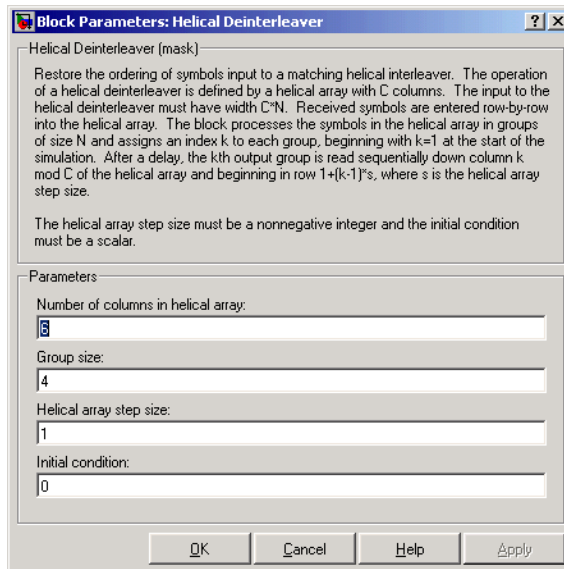 Block Parameters: Helical Deinterleaver
Helical Deinterleaver (mask)
Restore the ordering of symbols input to a matching helical interleaver. The operation
of a helical deinterleaver is defined by a helical array with C columns. The input to the
helical deinterleaver must have width C*N. Received symbols are entered row-by-row
into the helical array. The block processes the symbols in the helical array in groups
of size N and assigns an index k to each group, beginning with k=1 at the start of the
simulation. After a delay, the kth output group is read sequentially down column k
mod C of the helical array and beginning in row 1+(k-1)*s, where s is the helical array
step size.
The helical array step size must be a nonnegative integer and the initial condition
must be a scalar.
Parameters
Number of columns in helical array:
6
Group size:
4
Helical array step size:
1
Initial condition:
0
OK Cancel Help Apply